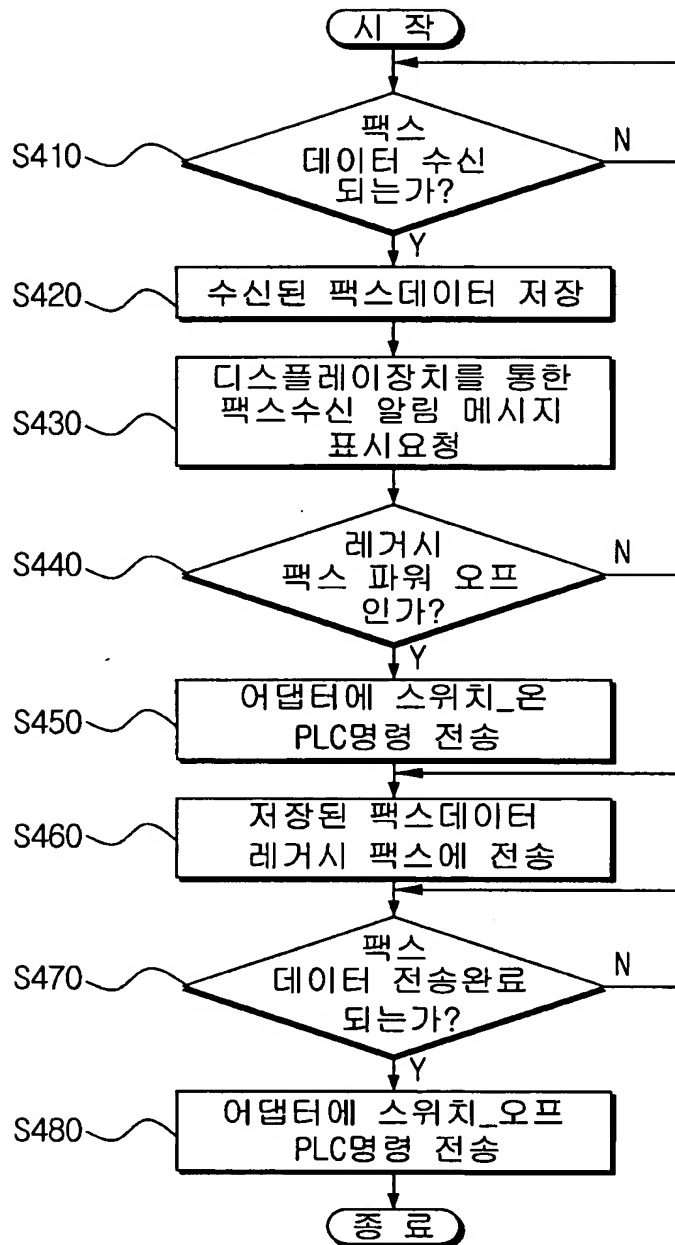 시 작
S410
팩스
데이터 수신
되는가?
N
Y
S420
수신된 팩스데이터 저장
S430
디스플레이장치를 통한
팩스수신 알림 메시지
표시요청
S440
레거시
팩스 파워 오프
인가?
N
Y
S450
어댑터에 스위치_온
PLC명령 전송
S460
저장된 팩스데이터
레거시 팩스에 전송
S470
팩스
데이터 전송완료
되는가?
N
Y
S480
어댑터에 스위치_오프
PLC명령 전송
종 료